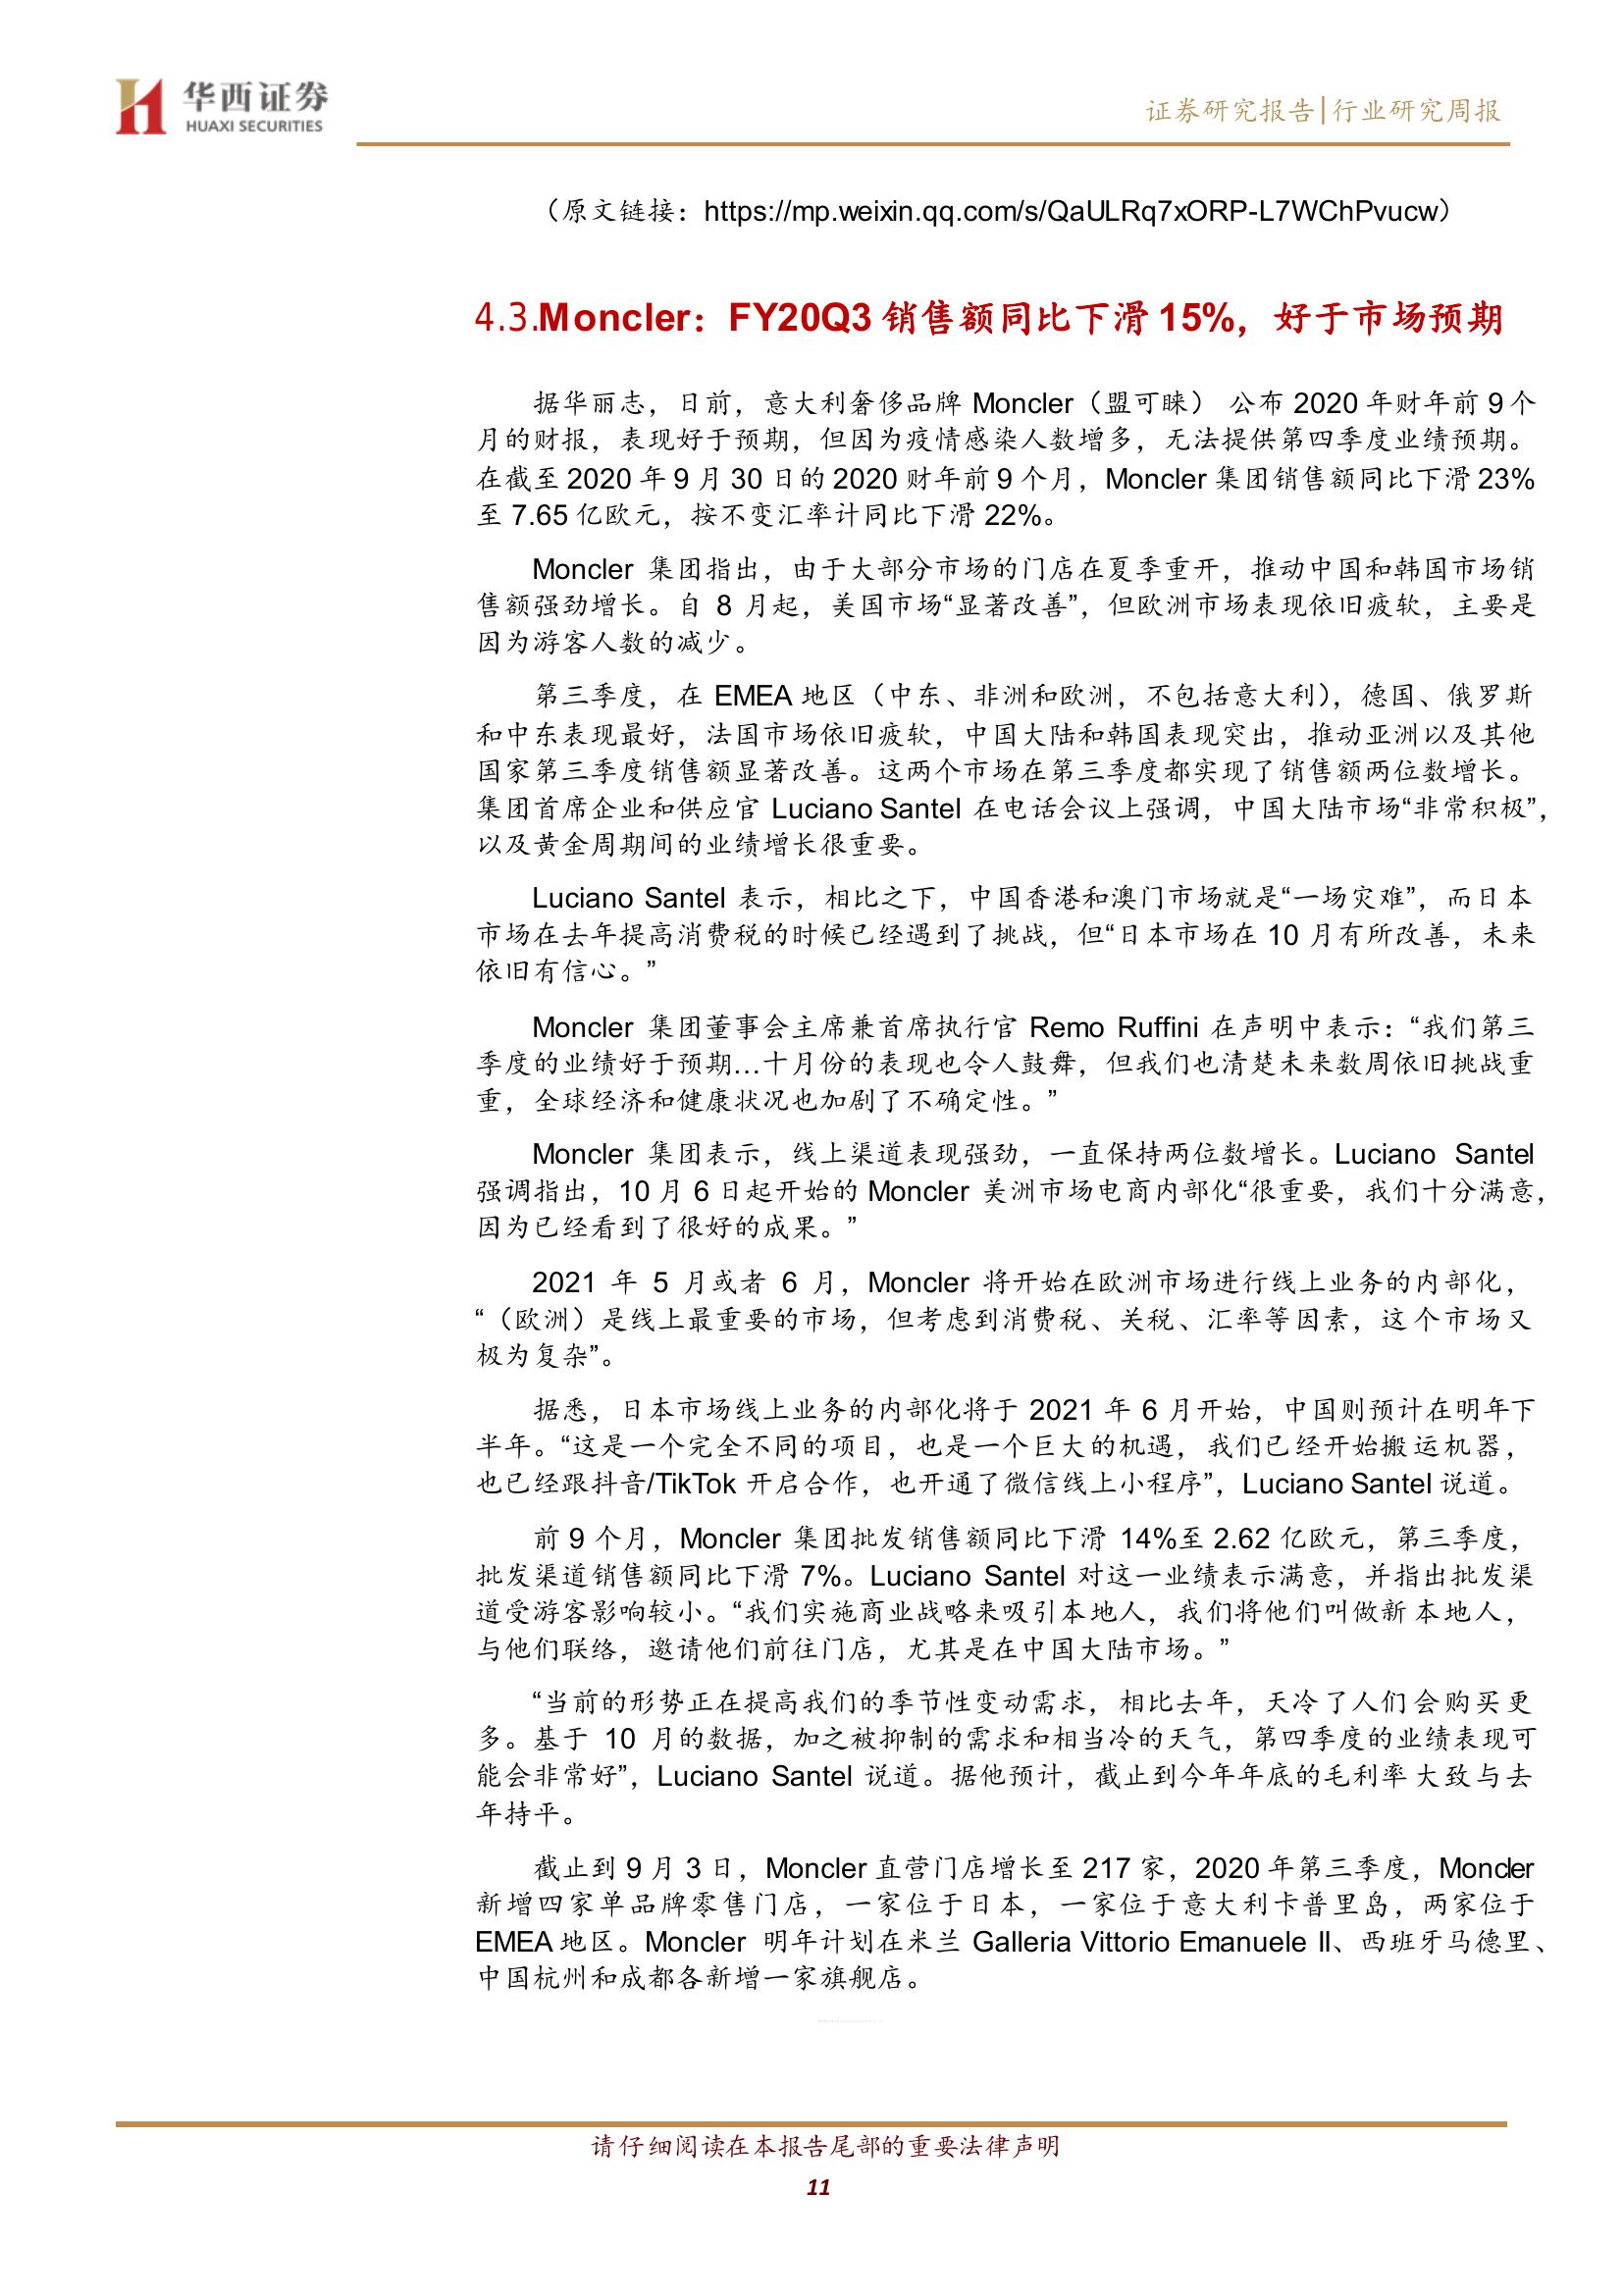 华西证券
HUAXI SECURITIES
证券研究报告|行业研究周报
（原文链接：https://mp.weixin.qq.com/s/QaULRq7xORP-L7WChPvucw）
4.3.Moncler：FY20Q3 销售额同比下滑 15%，好于市场预期
据华丽志，日前，意大利奢侈品牌 Moncler（盟可睐） 公布 2020 年财年前 9 个
月的财报，表现好于预期，但因为疫情感染人数增多，无法提供第四季度业绩预期。
在截至 2020 年 9 月 30 日的 2020 财年前 9 个月，Moncler 集团销售额同比下滑 23%
至 7.65 亿欧元，按不变汇率计同比下滑 22%。
Moncler 集团指出，由于大部分市场的门店在夏季重开，推动中国和韩国市场销
售额强劲增长。自 8 月起，美国市场“显著改善”，但欧洲市场表现依旧疲软，主要是
因为游客人数的减少。
第三季度，在 EMEA 地区（中东、非洲和欧洲，不包括意大利），德国、俄罗斯
和中东表现最好，法国市场依旧疲软，中国大陆和韩国表现突出，推动亚洲以及其他
国家第三季度销售额显著改善。这两个市场在第三季度都实现了销售额两位数增长。
集团首席企业和供应官 Luciano Santel 在电话会议上强调，中国大陆市场“非常积极”，
以及黄金周期间的业绩增长很重要。
Luciano Santel 表示，相比之下，中国香港和澳门市场就是“一场灾难”，而日本
市场在去年提高消费税的时候已经遇到了挑战，但“日本市场在 10 月有所改善，未来
依旧有信心。”
Moncler 集团董事会主席兼首席执行官 Remo Ruffini 在声明中表示：“我们第三
季度的业绩好于预期…十月份的表现也令人鼓舞，但我们也清楚未来数周依旧挑战重
重，全球经济和健康状况也加剧了不确定性。”
Moncler 集团表示，线上渠道表现强劲，一直保持两位数增长。Luciano Santel
强调指出，10 月 6 日起开始的 Moncler 美洲市场电商内部化“很重要，我们十分满意，
因为已经看到了很好的成果。”
2021 年 5 月或者 6 月，Moncler 将开始在欧洲市场进行线上业务的内部化，
“（欧洲）是线上最重要的市场，但考虑到消费税、关税、汇率等因素，这个市场又
极为复杂”。
据悉，日本市场线上业务的内部化将于 2021 年 6 月开始，中国则预计在明年下
半年。“这是一个完全不同的项目，也是一个巨大的机遇，我们已经开始搬运机器，
也已经跟抖音/TikTok 开启合作，也开通了微信线上小程序”，Luciano Santel 说道。
前 9 个月，Moncler 集团批发销售额同比下滑 14%至 2.62 亿欧元，第三季度，
批发渠道销售额同比下滑 7%。Luciano Santel 对这一业绩表示满意，并指出批发渠
道受游客影响较小。“我们实施商业战略来吸引本地人，我们将他们叫做新本地人，
与他们联络，邀请他们前往门店，尤其是在中国大陆市场。”
“当前的形势正在提高我们的季节性变动需求，相比去年，天冷了人们会购买更
多。基于 10 月的数据，加之被抑制的需求和相当冷的天气，第四季度的业绩表现可
能会非常好”，Luciano Santel 说道。据他预计，截止到今年年底的毛利率大致与去
年持平。
截止到 9 月 3 日，Moncler 直营门店增长至 217 家，2020 年第三季度，Moncler
新增四家单品牌零售门店，一家位于日本，一家位于意大利卡普里岛，两家位于
EMEA 地区。Moncler 明年计划在米兰 Galleria Vittorio Emanuele II、西班牙马德里、
中国杭州和成都各新增一家旗舰店。
请仔细阅读在本报告尾部的重要法律声明
11